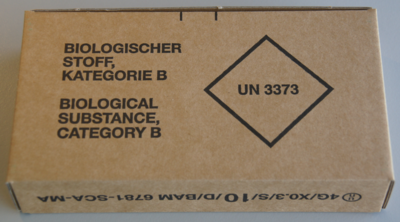 BIOLOGISCHER
STOFF,
KATEGORIE B
BIOLOGICAL
SUBSTANCE,
CATEGORY B
UN 3373
4G/X0.3/S/10/D/BAM 6781-SCA-MA